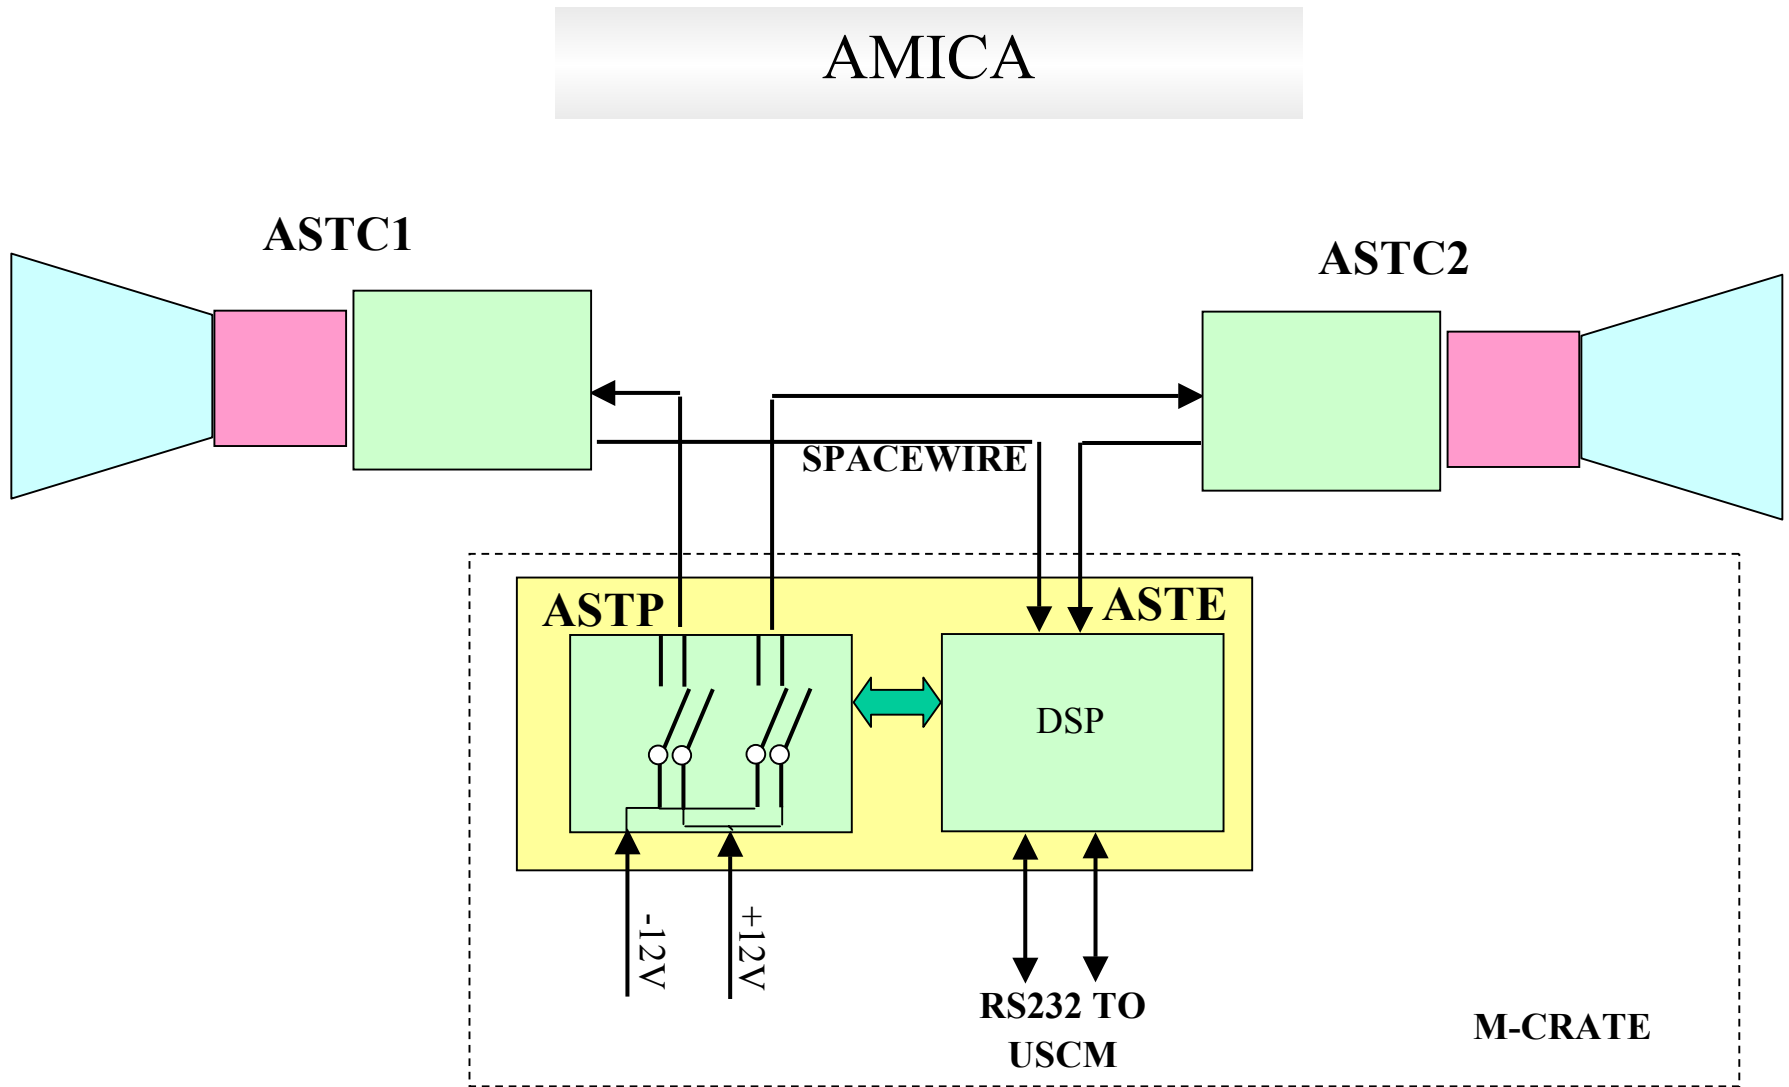 AMICA
ASTC1
ASTC2
SPACEWIRE
ASTP
ASTE
DSP
-12V
+12V
RS232 TO
USCM
M-CRATE